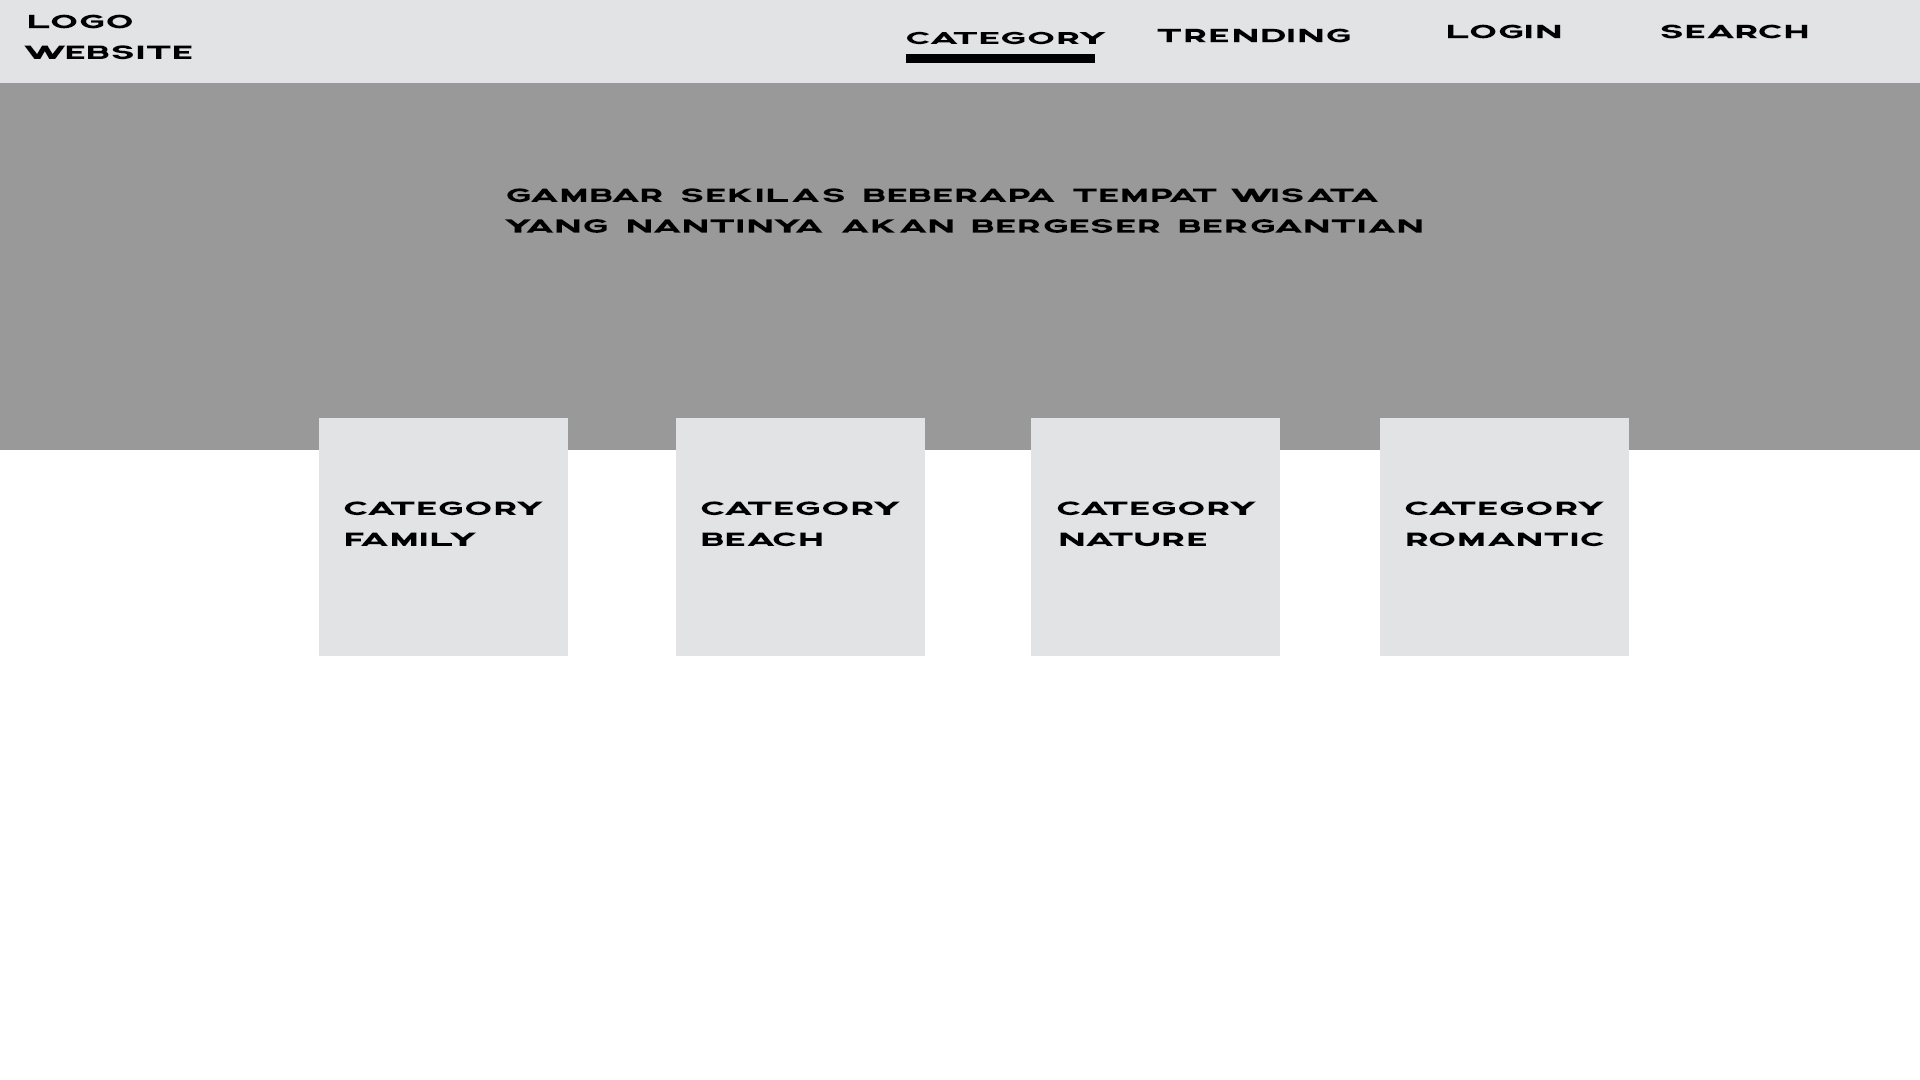 LOGO
WEBSITE
CATEGORY
TRENDING
LOGIN
SEARCH
GAMBAR SEKILAS BEBERAPA TEMPAT WISATA
YANG NANTINYA AKAN BERGESER BERGANTIAN
CATEGORY
FAMILY
CATEGORY
BEACH
CATEGORY
NATURE
CATEGORY
ROMANTIC